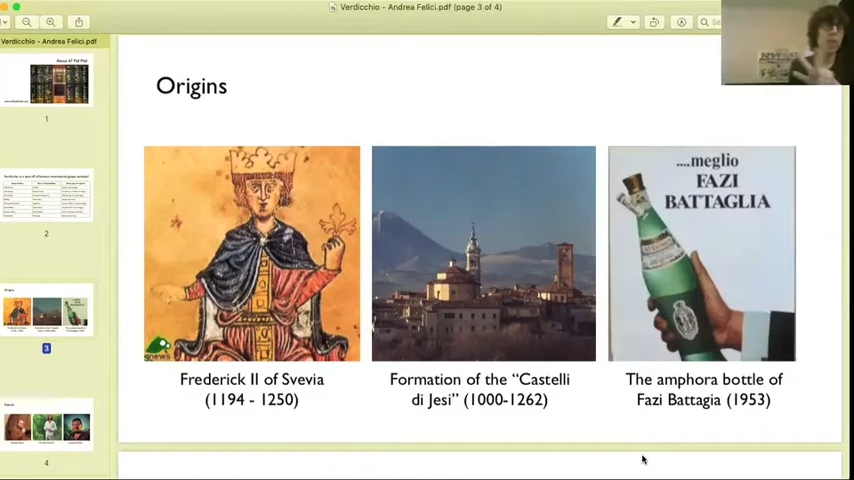 Verdicchio - Andrea Felici.pdf (page 3 of 4)
Verdicchio - Andrea Felici.pdf
1
2
3
4
Origins
....meglio
FAZI
BATTAGLIA
Frederick II of Svevia
(1194 - 1250)
Formation of the “Castelli
di Jesi” (1000-1262)
The amphora bottle of
Fazi Battagia (1953)